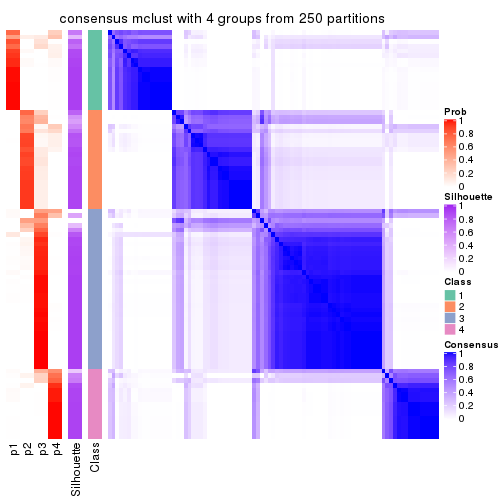 consensus mclust with 4 groups from 250 partitions
Prob
1
0.8
0.6
0.4
0.2
0
Silhouette
1
0.8
0.6
0.4
0.2
0
Class
1
2
3
4
Consensus
1
0.8
0.6
0.4
0.2
0
p1
p2
p3
p4
Silhouette
Class